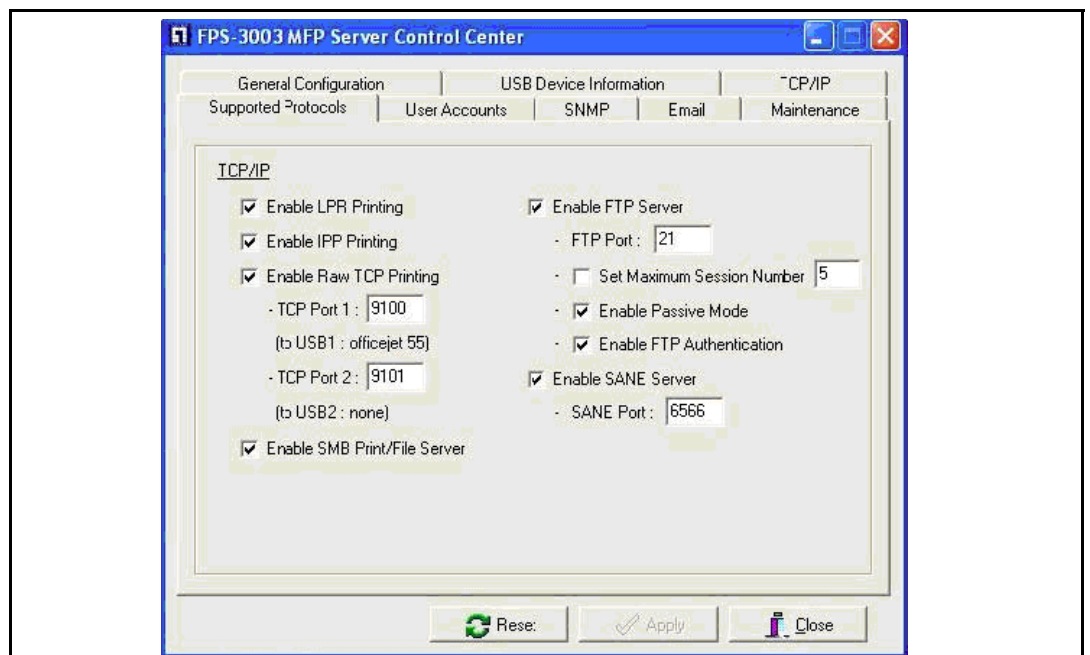 FPS-3003 MFP Server Control Center
General Configuration USB Device Information TCP/IP
Supported Protocols User Accounts SNMP Email Maintenance
TCP/IP
Enable LPR Printing
Enable IPP Printing
Enable Raw TCP Printing
- TCP Port 1 : 9100
(to USB1 : officejet 55)
- TCP Port 2 : 9101
(to USB2 : none)
Enable SMB Print/File Server
Enable FTP Server
- FTP Port : 21
- Set Maximum Session Number 5
- Enable Passive Mode
- Enable FTP Authentication
Enable SANE Server
- SANE Port : 6566
Reset Apply Close